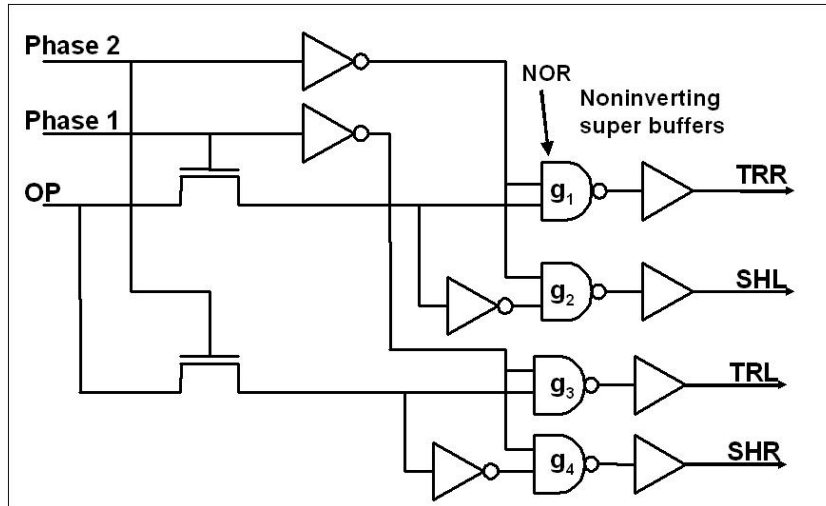 Phase 2
NOR
Noninverting
super buffers
Phase 1
OP
g1
TRR
g2
SHL
g3
TRL
g4
SHR